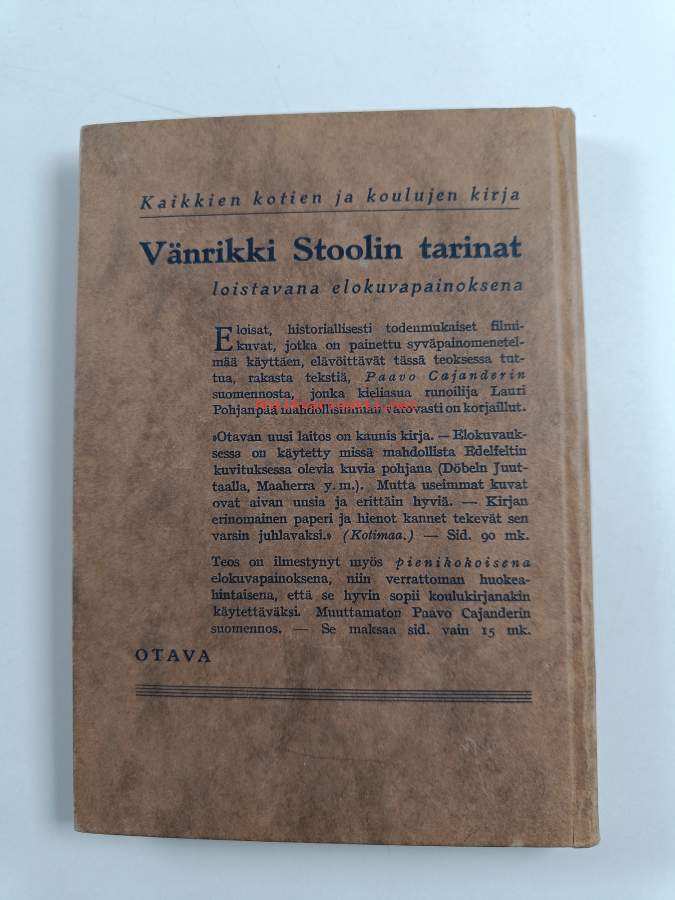 Kaikkien kotien ja koulujen kirja
Vänrikki Stoolin tarinat
loistavana elokuvapainoksena
Eloisat, historiallisesti todenmukaiset filmi-
kuvat, jotka on painettu syväpainomenetel-
mää käyttäen, elävöittävät tässä teoksessa tut-
tua, rakasta tekstiä, Paavo Cajanderin
suomennosta, jonka kieliasua runoilija Lauri
Pohjanpää mahdollisimman varovasti on korjaillut.
»Otavan uusi laitos on kaunis kirja. — Elokuvauk-
sessa on käytetty missä mahdollista Edelfeltin
kuvituksessa olevia kuvia pohjana (Döbeln Juut-
taalla, Maaherra y. m.). Mutta useimmat kuvat
ovat aivan uusia ja erittäin hyviä. — Kirjan
erinomainen paperi ja hienot kannet tekevät sen
varsin juhlavaksi.» (Kotimaa.) — Sid. 90 mk.
Teos on ilmestynyt myös pienikokoisena
elokuvapainoksena, niin verrattoman huokea-
hintaisena, että se hyvin sopii koulukirjanakin
käytettäväksi. Muuttamaton Paavo Cajanderin
suomennos. — Se maksaa sid. vain 15 mk.
OTAVA